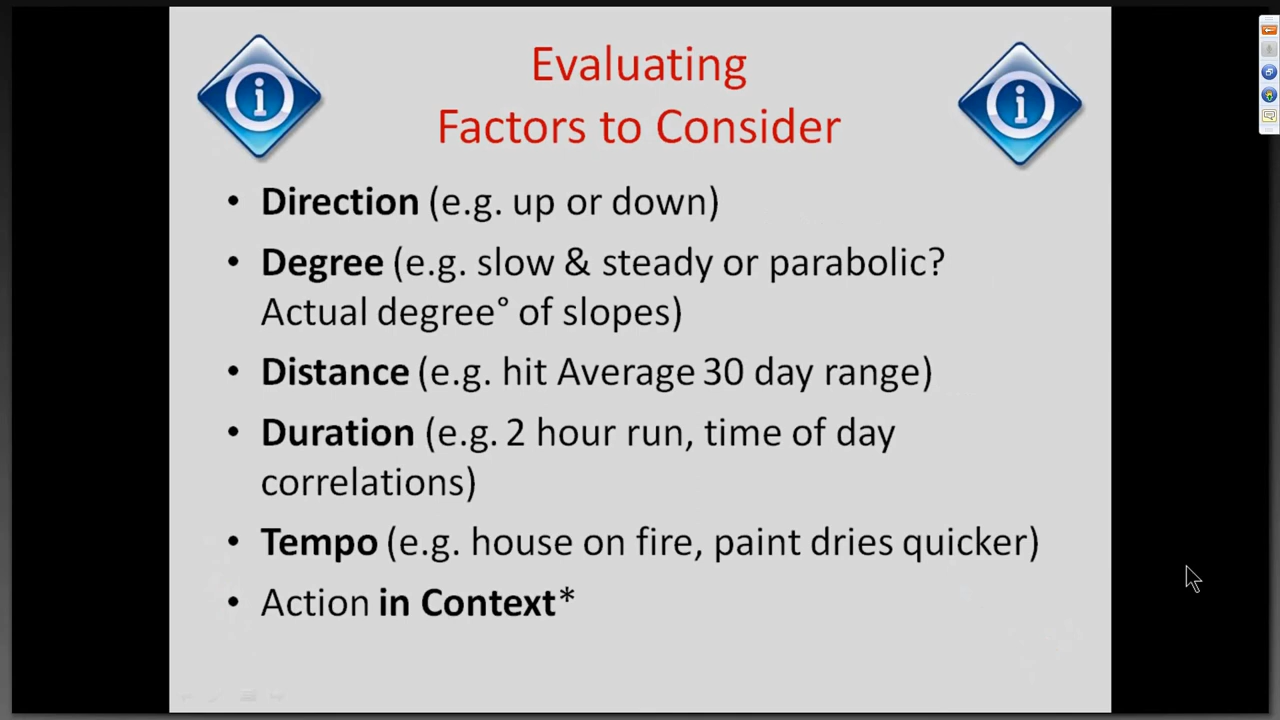 Evaluating
Factors to Consider
• Direction (e.g. up or down)
• Degree (e.g. slow & steady or parabolic?
Actual degree° of slopes)
• Distance (e.g. hit Average 30 day range)
• Duration (e.g. 2 hour run, time of day
correlations)
• Tempo (e.g. house on fire, paint dries quicker)
• Action in Context*